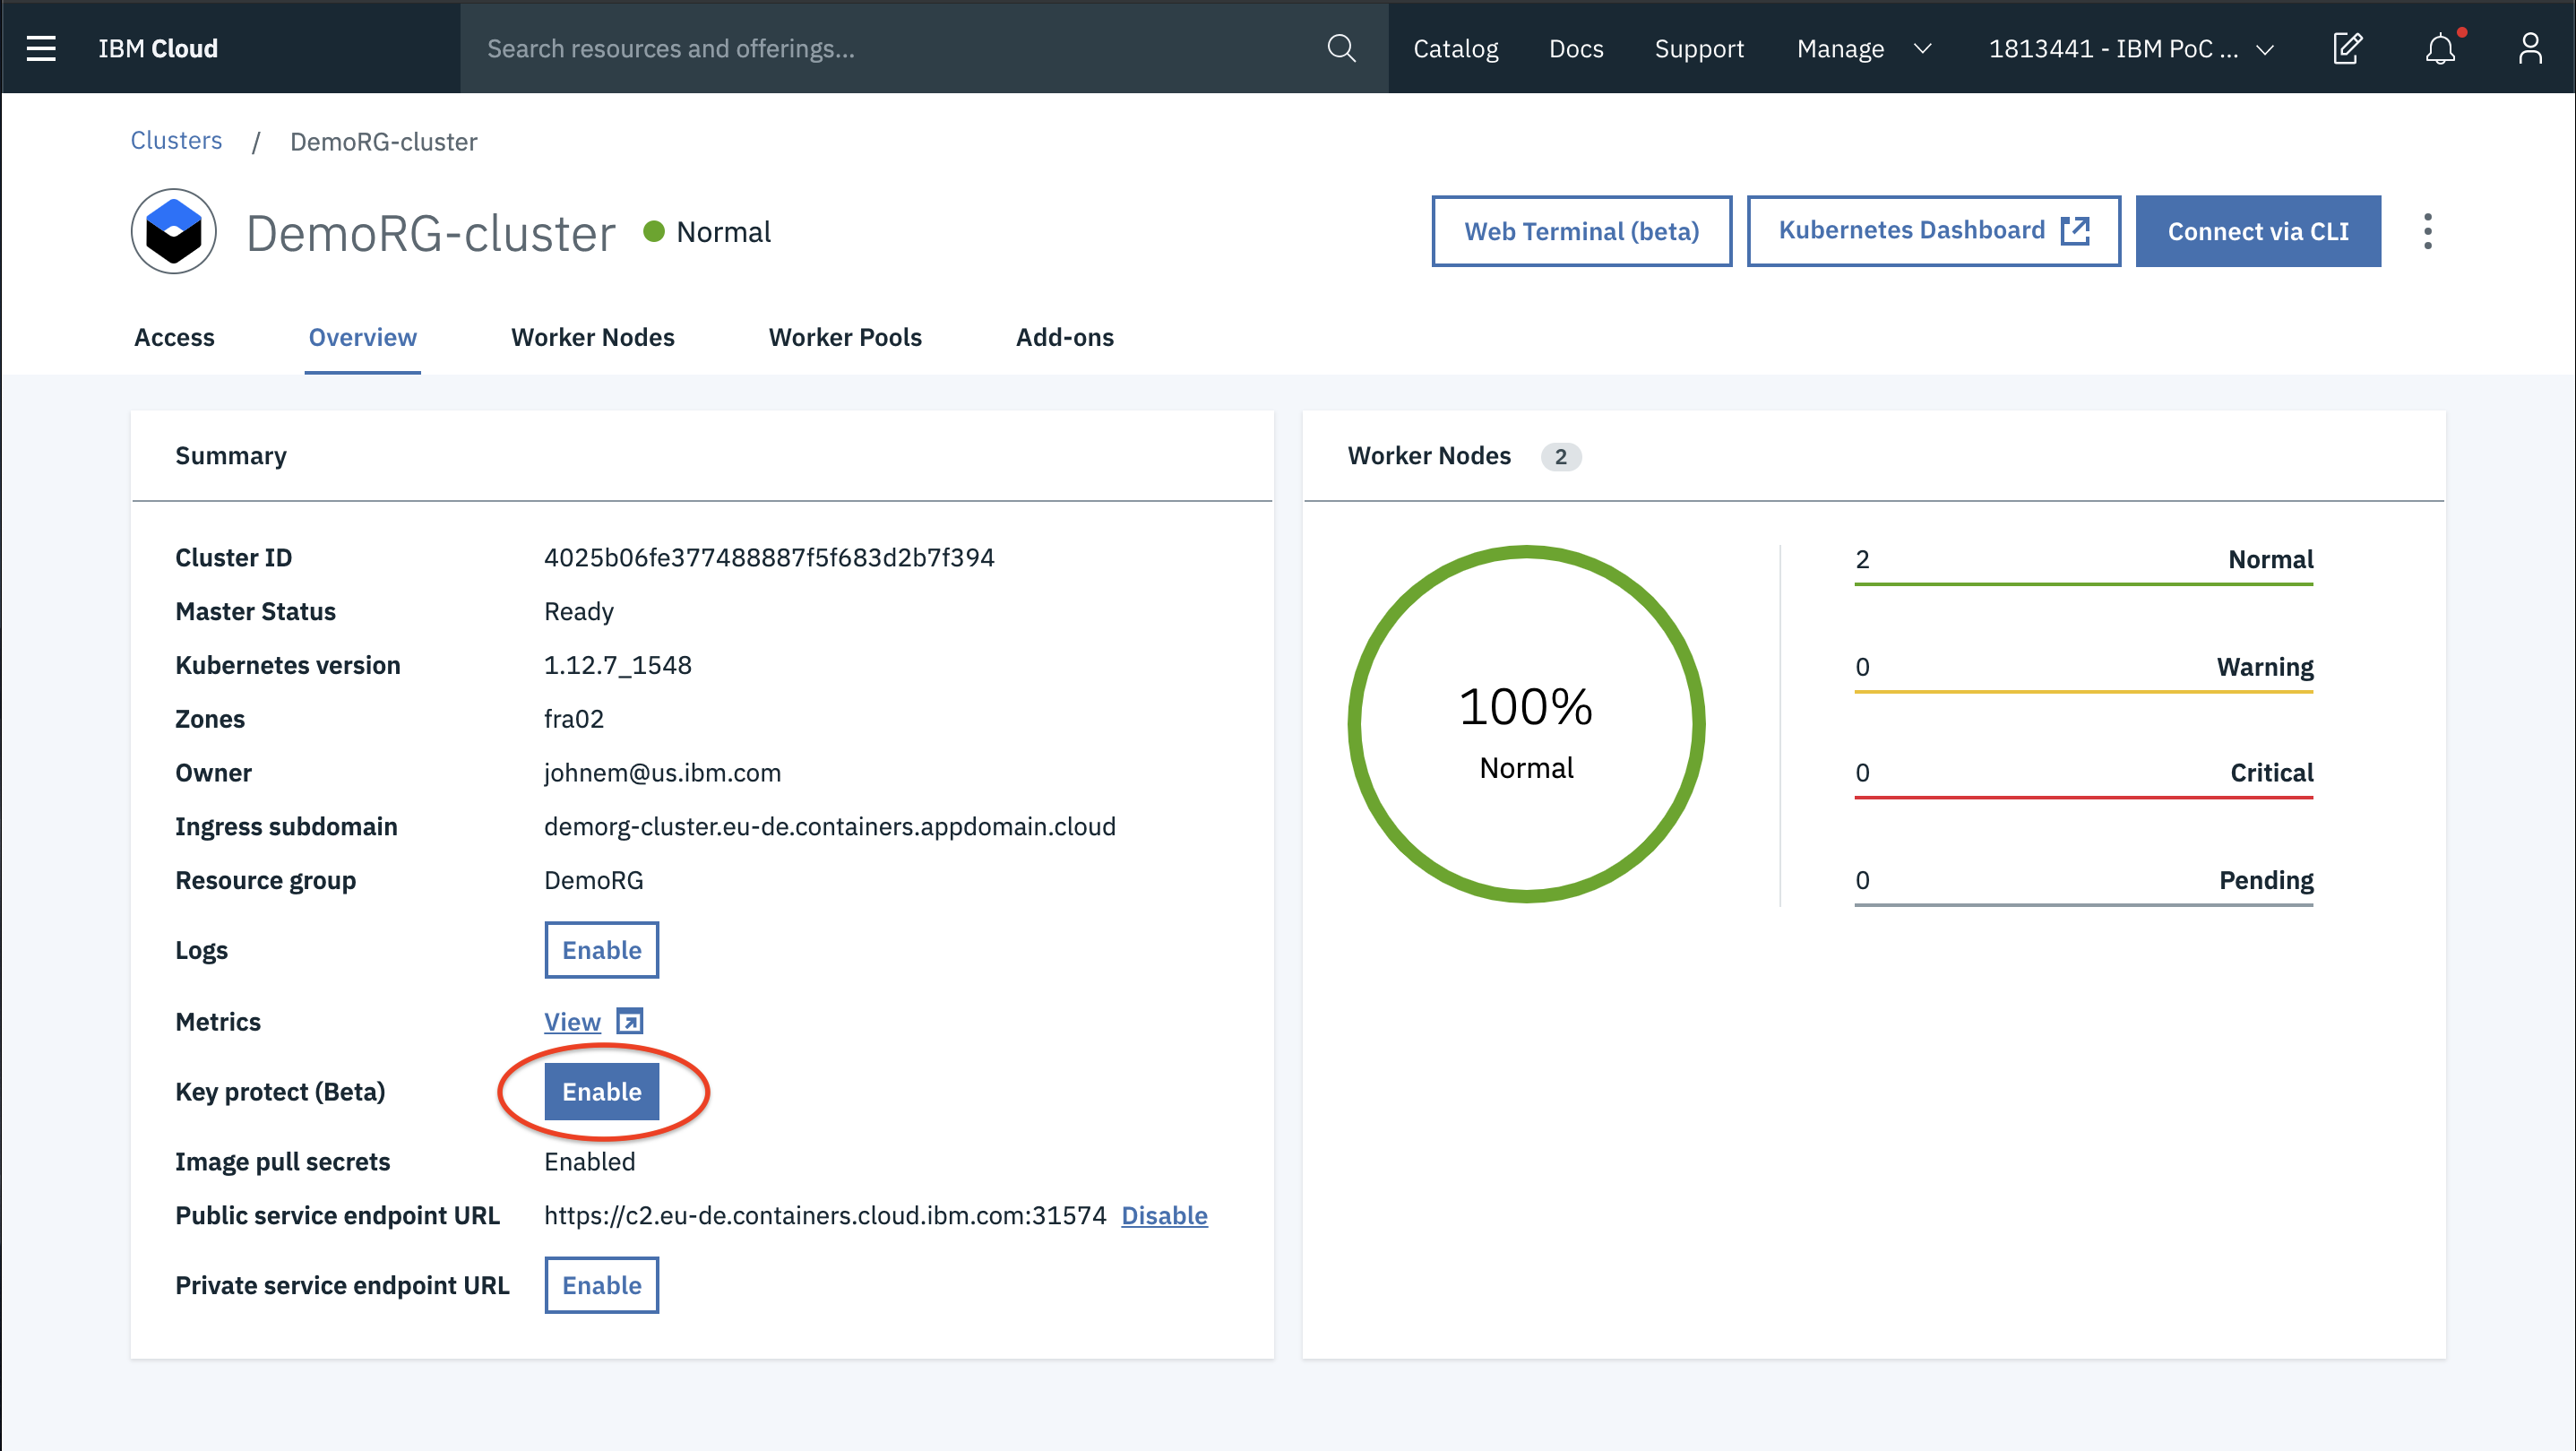 IBM Cloud
Search resources and offerings...
Catalog
Docs
Support
Manage
1813441 - IBM PoC ...
Clusters / DemoRG-cluster
DemoRG-cluster
Normal
Web Terminal (beta)
Kubernetes Dashboard
Connect via CLI
Access
Overview
Worker Nodes
Worker Pools
Add-ons
Summary
Cluster ID 4025b06fe377488887f5f683d2b7f394
Master Status Ready
Kubernetes version 1.12.7_1548
Zones fra02
Owner johnem@us.ibm.com
Ingress subdomain demorg-cluster.eu-de.containers.appdomain.cloud
Resource group DemoRG
Logs Enable
Metrics View
Key protect (Beta) Enable
Image pull secrets Enabled
Public service endpoint URL https://c2.eu-de.containers.cloud.ibm.com:31574 Disable
Private service endpoint URL Enable
Worker Nodes 2
100%
Normal
2 Normal
0 Warning
0 Critical
0 Pending